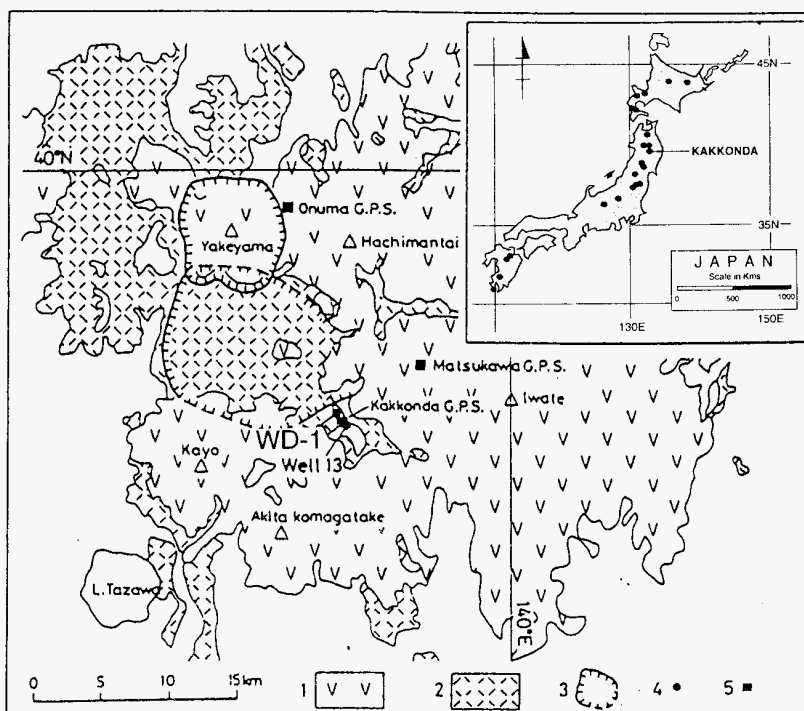 45N
KAKKONDA
35N
JAPAN
Scale in Kms
0 500 1000
130E 150E
40°N
Onuma G.P.S.
Yakeyama
Hachimantai
Matsukawa G.P.S.
Iwate
Kakkonda G.P.S.
WD-1
Well 13
Kayo
Akita komagatake
L.Tazawa
140°E
0 5 10 15km
1 2 3 4 5